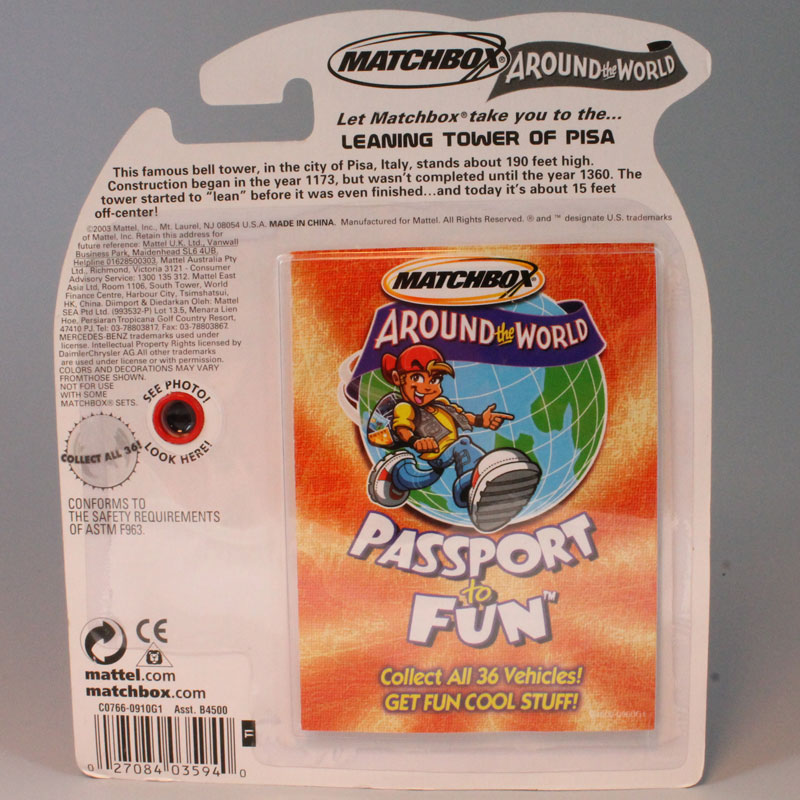 MATCHBOX® AROUND the WORLD
Let Matchbox® take you to the...
LEANING TOWER OF PISA
This famous bell tower, in the city of Pisa, Italy, stands about 190 feet high.
Construction began in the year 1173, but wasn't completed until the year 1360. The
tower started to "lean" before it was even finished...and today it's about 15 feet
off-center!
©2003 Mattel, Inc., Mt. Laurel, NJ 08054 U.S.A. MADE IN CHINA. Manufactured for Mattel. All Rights Reserved. ® and ™ designate U.S. trademarks
of Mattel, Inc. Retain this address for
future reference: Mattel U.K. Ltd., Vanwall
Business Park, Maidenhead SL6 4UB.
Helpline 01628500303. Mattel Australia Pty
Ltd., Richmond, Victoria 3121 - Consumer
Advisory Service: 1300 135 312. Mattel East
Asia Ltd, Room 1106, South Tower, World
Finance Centre, Harbour City, Tsimshatsui,
HK, China. Diimport & Diedarkan Oleh: Mattel
SEA Ptd Ltd. (993532-P) Lot 13.5, Menara Lien
Hoe, Persiaran Tropicana Golf Country Resort,
47410 PJ. Tel: 03-78803817, Fax: 03-78803867.
MERCEDES-BENZ trademarks used under
license. Intellectual Property Rights licensed by
DaimlerChrysler AG. All other trademarks
are used under license or with permission.
COLORS AND DECORATIONS MAY VARY
FROM THOSE SHOWN.
NOT FOR USE
WITH SOME
MATCHBOX® SETS.
SEE PHOTO!
LOOK HERE!
COLLECT ALL 36!
CONFORMS TO
THE SAFETY REQUIREMENTS
OF ASTM F963.
CE
mattel.com
matchbox.com
C0766-0910G1 Asst. B4500
TL
0 27084 03594 0
MATCHBOX®
AROUND the WORLD
PASSPORT
to
FUN™
Collect All 36 Vehicles!
GET FUN COOL STUFF!